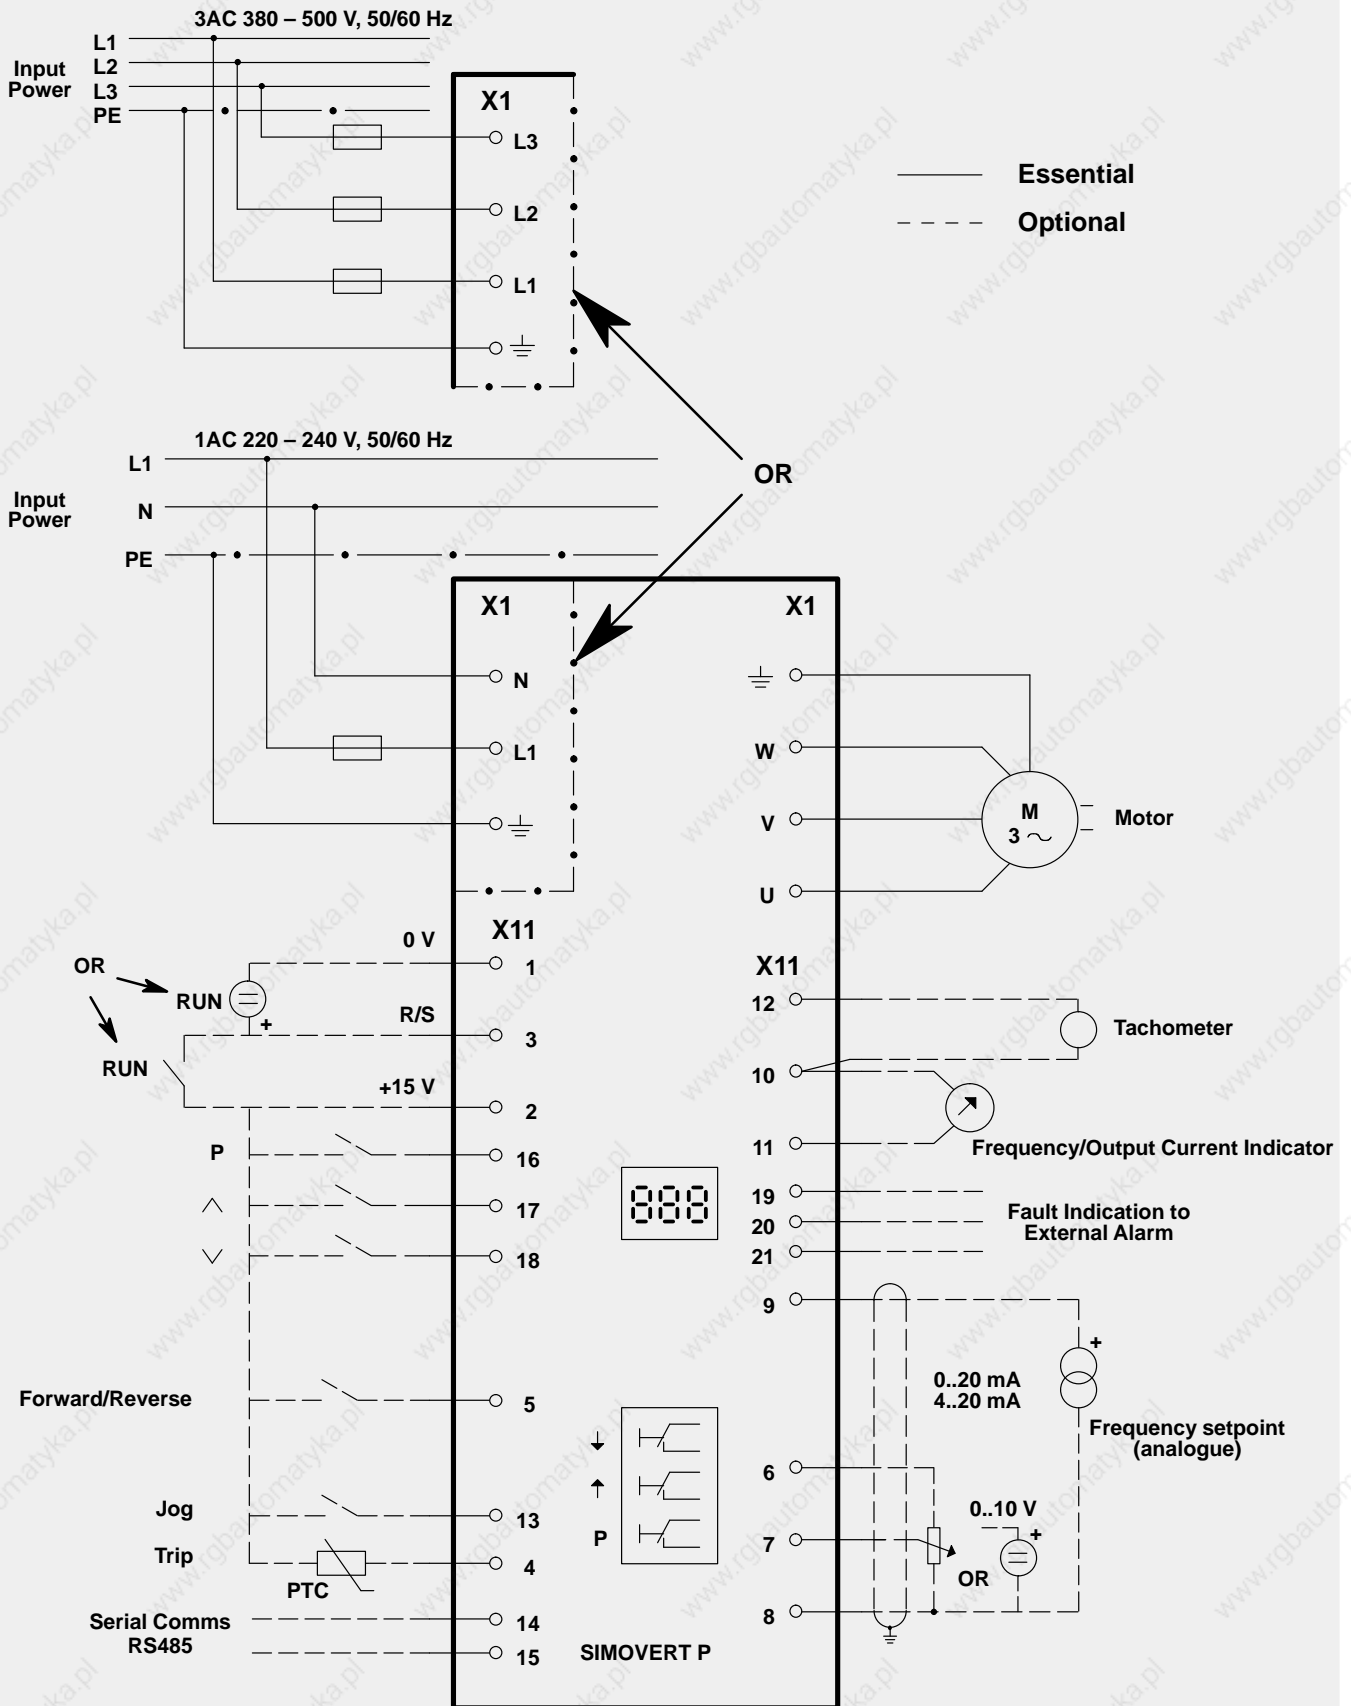 3AC 380 – 500 V, 50/60 Hz
L1
L2
L3
PE
Input
Power
X1
L3
L2
L1
Essential
Optional
1AC 220 – 240 V, 50/60 Hz
L1
N
PE
Input
Power
OR
X1
N
L1
X1
W
V
U
M
3
Motor
X11
0 V
1
OR
RUN
+
R/S
3
RUN
+15 V
2
P
16
17
18
Forward/Reverse
5
Jog
13
Trip
PTC
4
Serial Comms
RS485
14
15
888
P
SIMOVERT P
X11
12
Tachometer
10
11
Frequency/Output Current Indicator
19
20
21
Fault Indication to
External Alarm
9
+
0..20 mA
4..20 mA
Frequency setpoint
(analogue)
6
0..10 V
+
7
OR
8
www.rgbautomatyka.pl